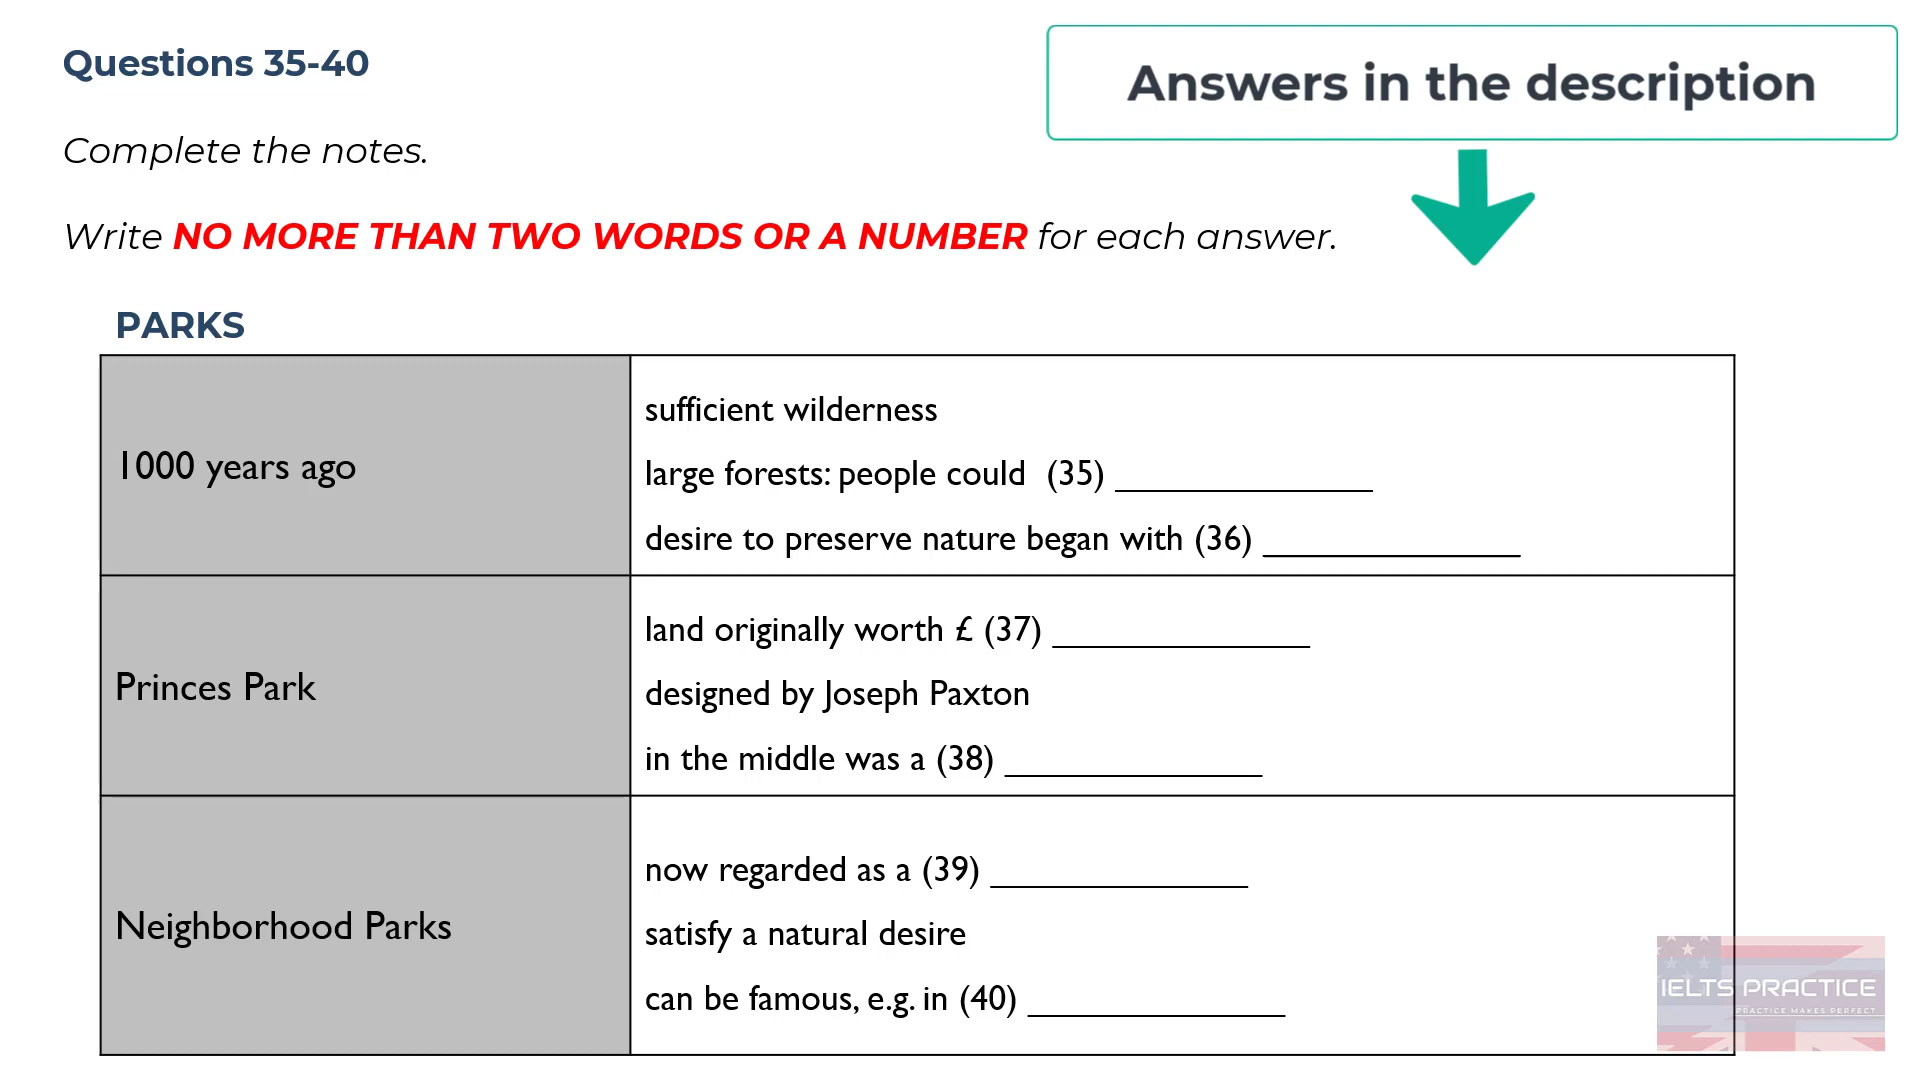 Questions 35-40
Answers in the description
Complete the notes.
Write NO MORE THAN TWO WORDS OR A NUMBER for each answer.
PARKS
1000 years ago
sufficient wilderness
large forests: people could (35) ______________
desire to preserve nature began with (36) ______________
Princes Park
land originally worth £ (37) ______________
designed by Joseph Paxton
in the middle was a (38) ______________
Neighborhood Parks
now regarded as a (39) ______________
satisfy a natural desire
can be famous, e.g. in (40) ______________
IELTS PRACTICE
PRACTICE MAKES PERFECT